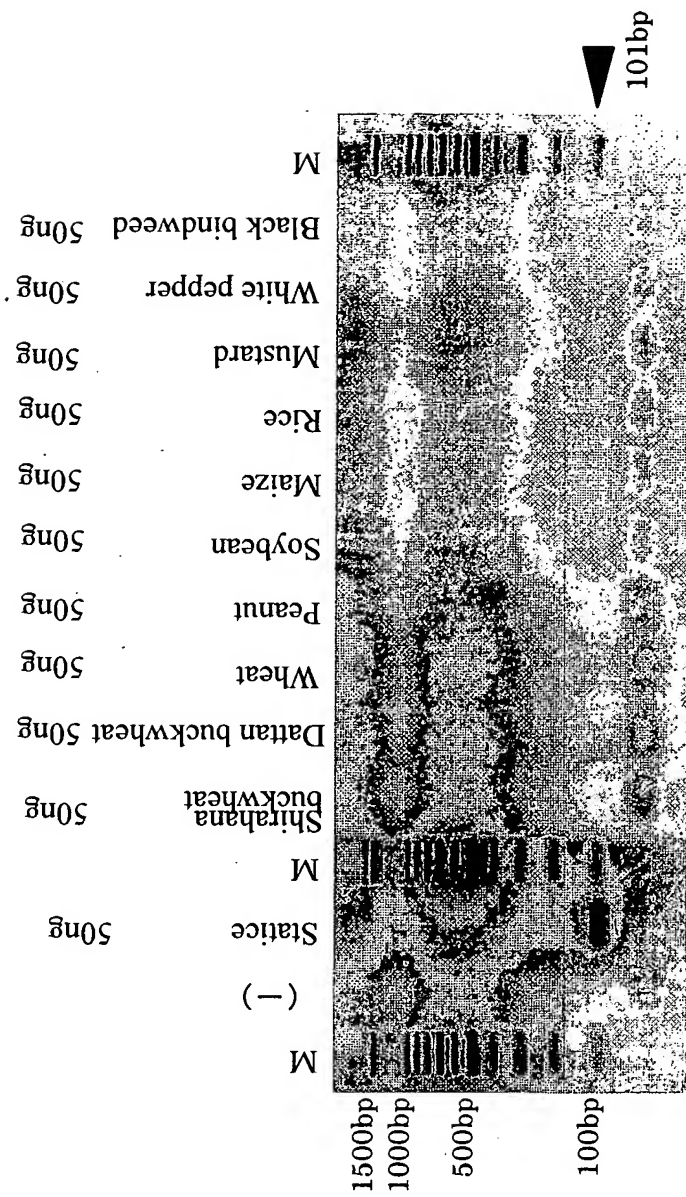 M
(−)
Statice 50ng
M
Shirahana
buckwheat 50ng
Dattan buckwheat 50ng
Wheat 50ng
Peanut 50ng
Soybean 50ng
Maize 50ng
Rice 50ng
Mustard 50ng
White pepper 50ng
Black bindweed 50ng
M
1500bp
1000bp
500bp
100bp
101bp